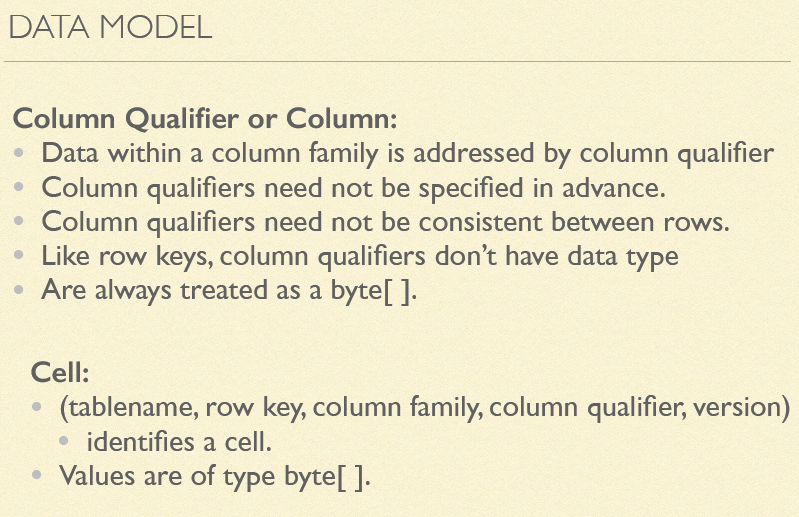 DATA MODEL
Column Qualifier or Column:
• Data within a column family is addressed by column qualifier
• Column qualifiers need not be specified in advance.
• Column qualifiers need not be consistent between rows.
• Like row keys, column qualifiers don’t have data type
• Are always treated as a byte[ ].
Cell:
• (tablename, row key, column family, column qualifier, version)
• identifies a cell.
• Values are of type byte[ ].